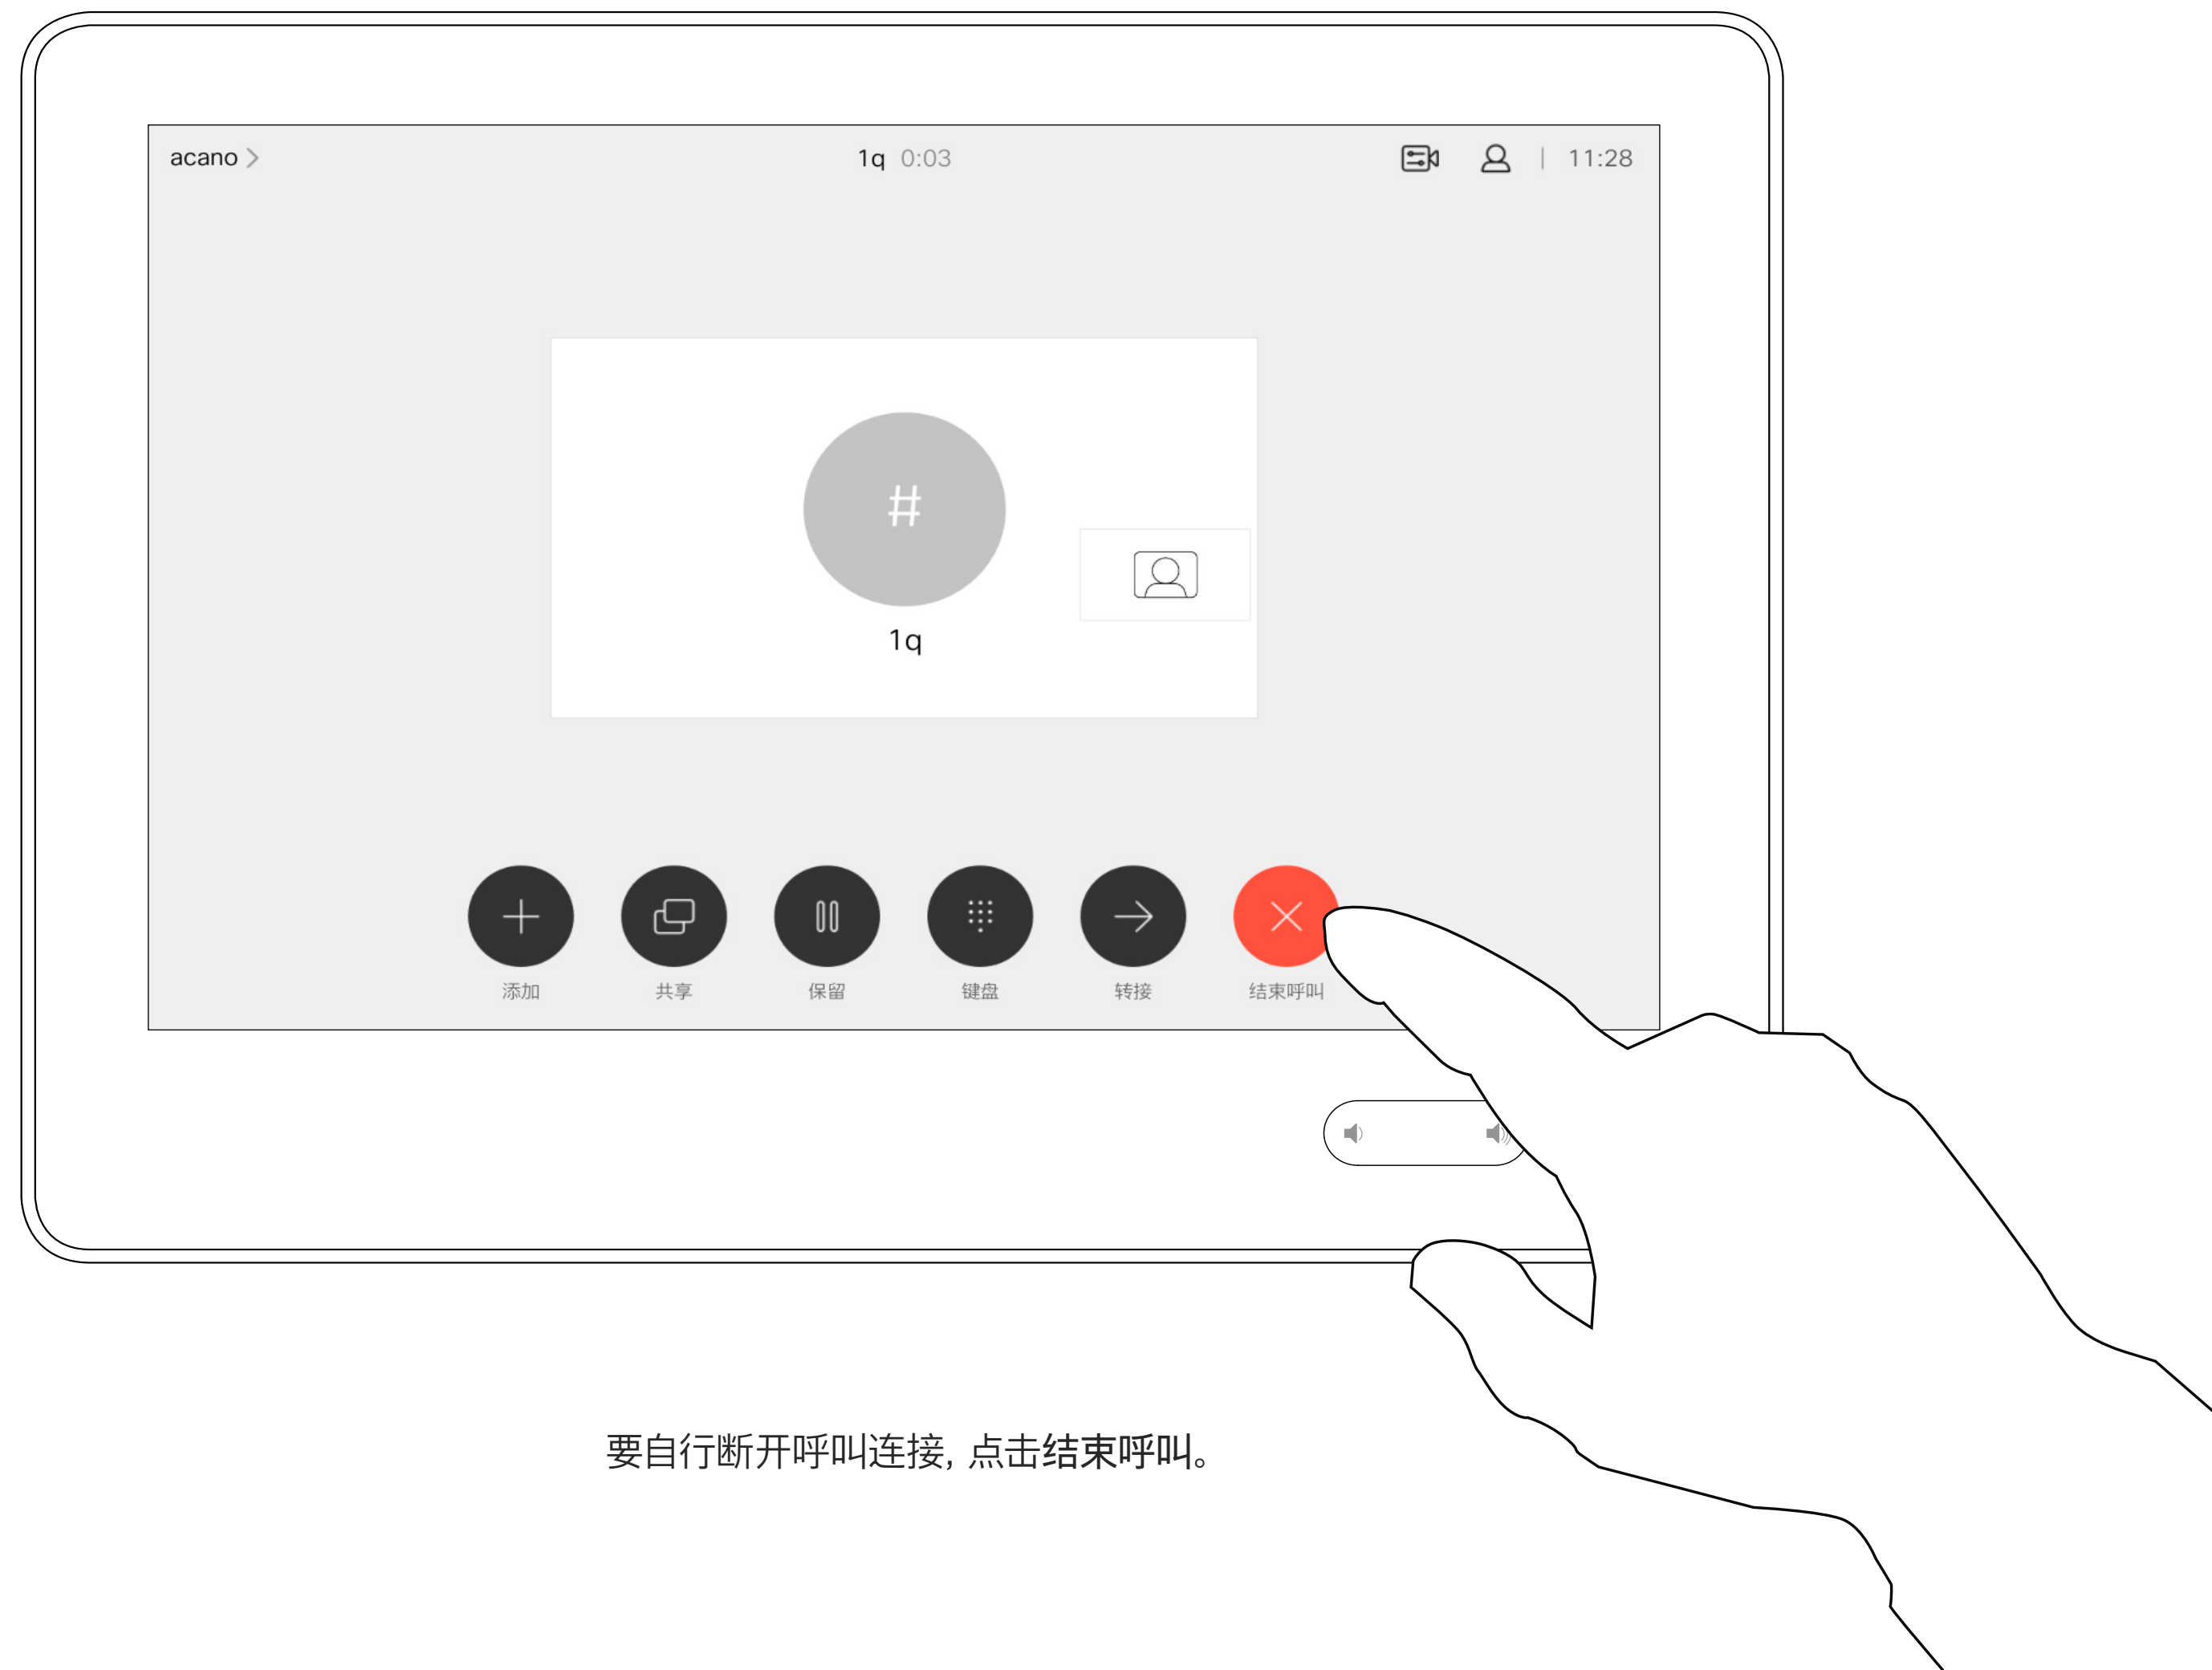 acano
1q 0:03
11:28
#
1q
添加 共享 保留 键盘 转接 结束呼叫
要自行断开呼叫连接, 点击结束呼叫。